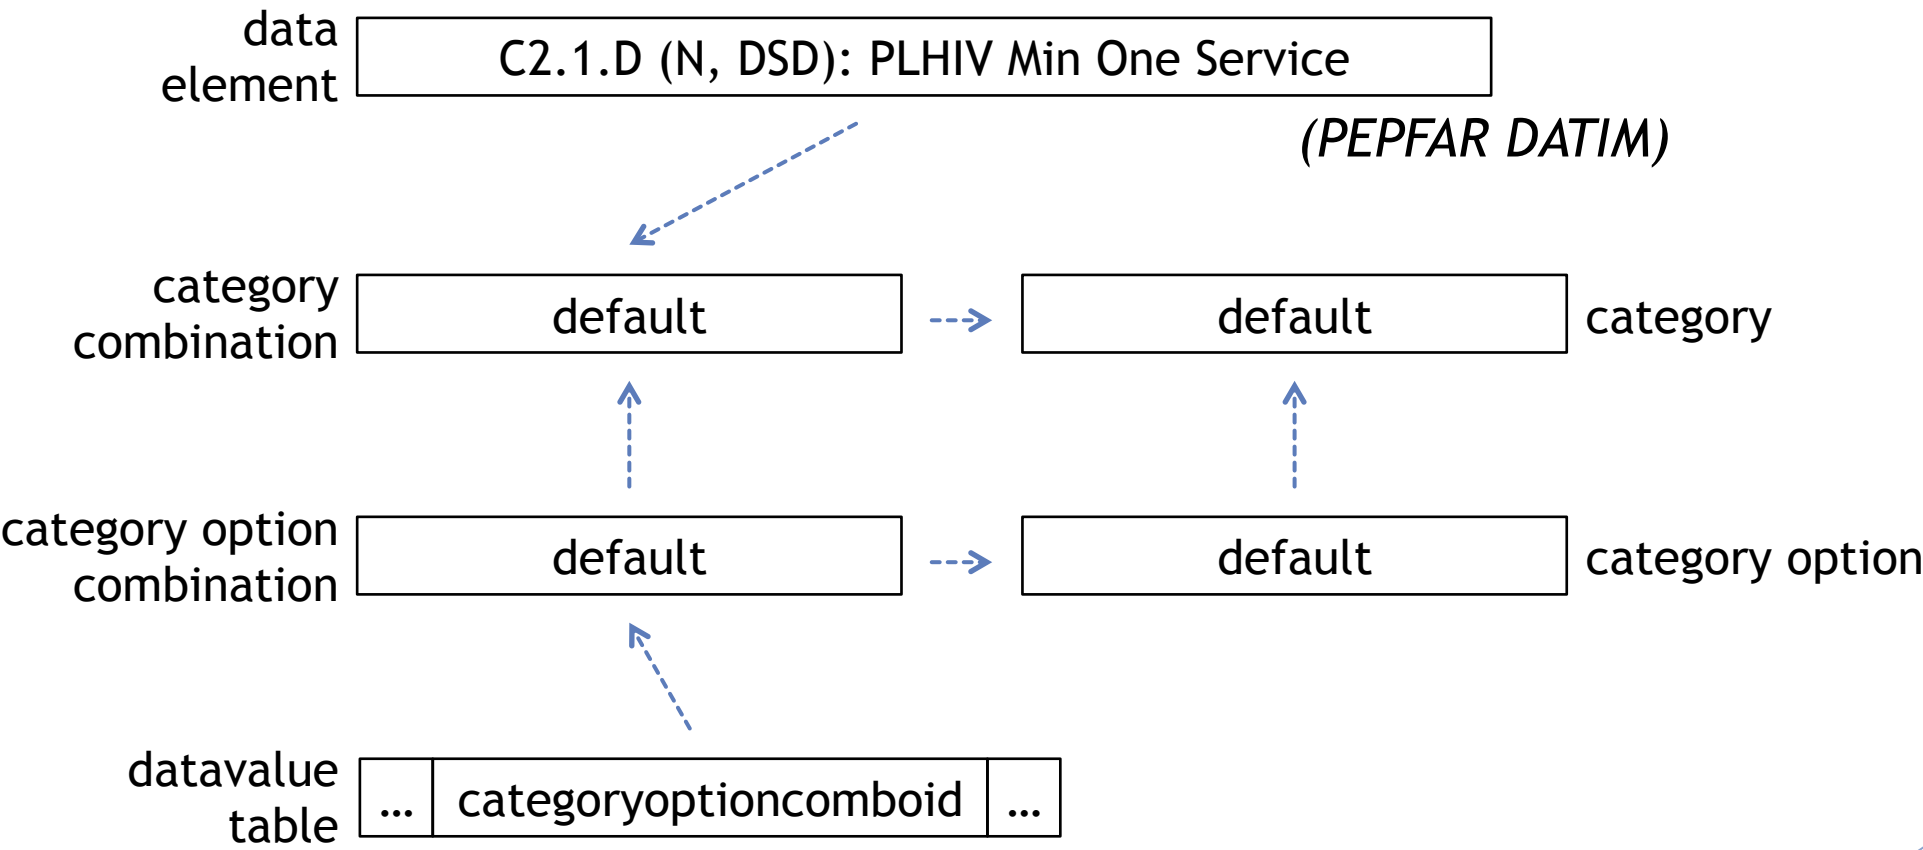 data
element
C2.1.D (N, DSD): PLHIV Min One Service
(PEPFAR DATIM)
category
combination
default
default
category
category option
combination
default
default
category option
datavalue
table
...
categoryoptioncomboid
...